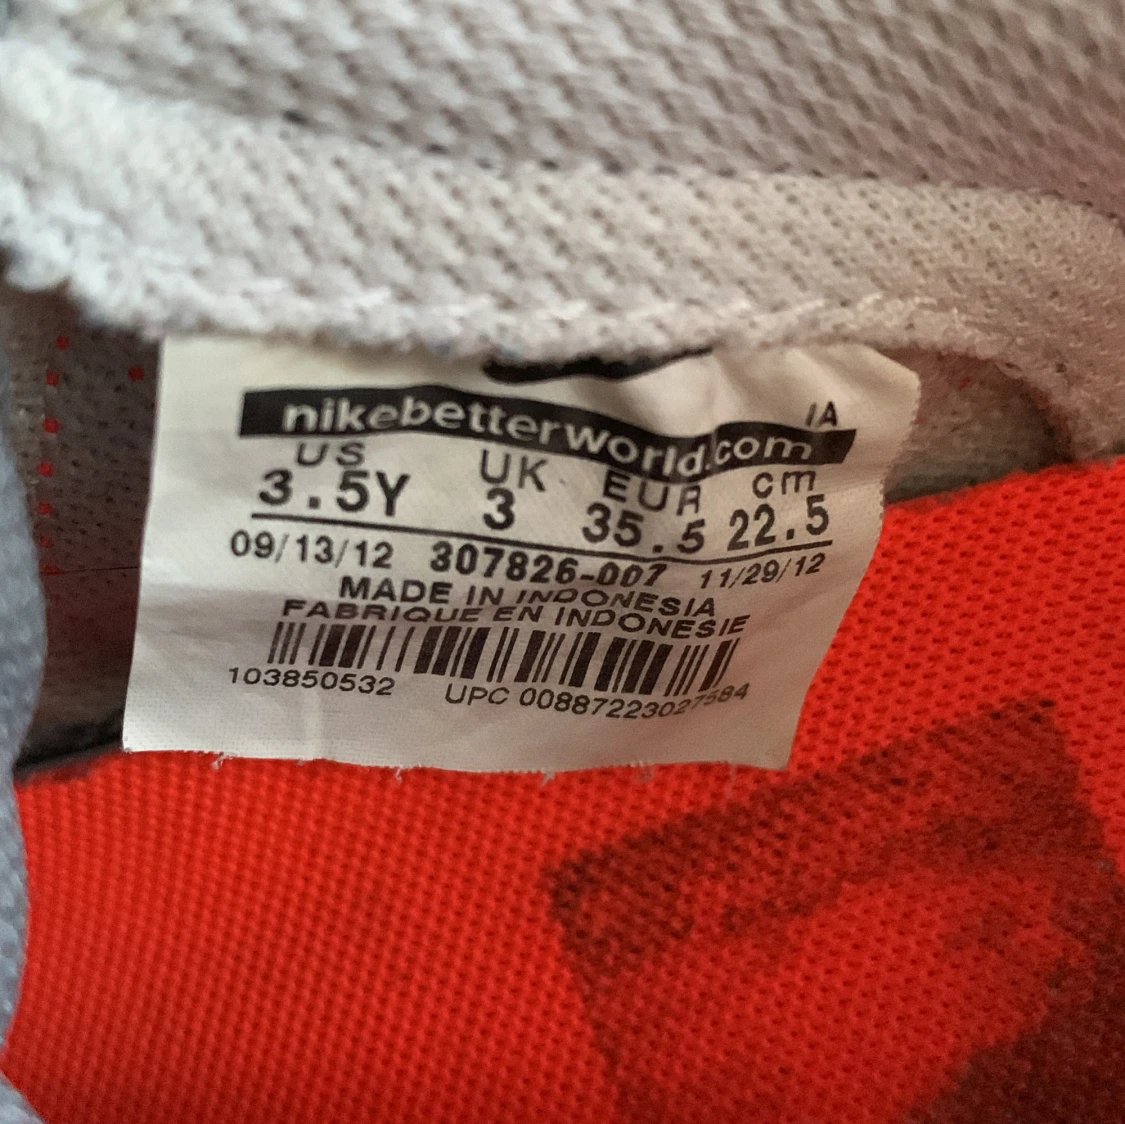 nikebetterworld.com IA
US UK EUR cm
3.5Y 3 35.5 22.5
09/13/12 307826-007 11/29/12
MADE IN INDONESIA
FABRIQUE EN INDONESIE
103850532 UPC 00887223027584